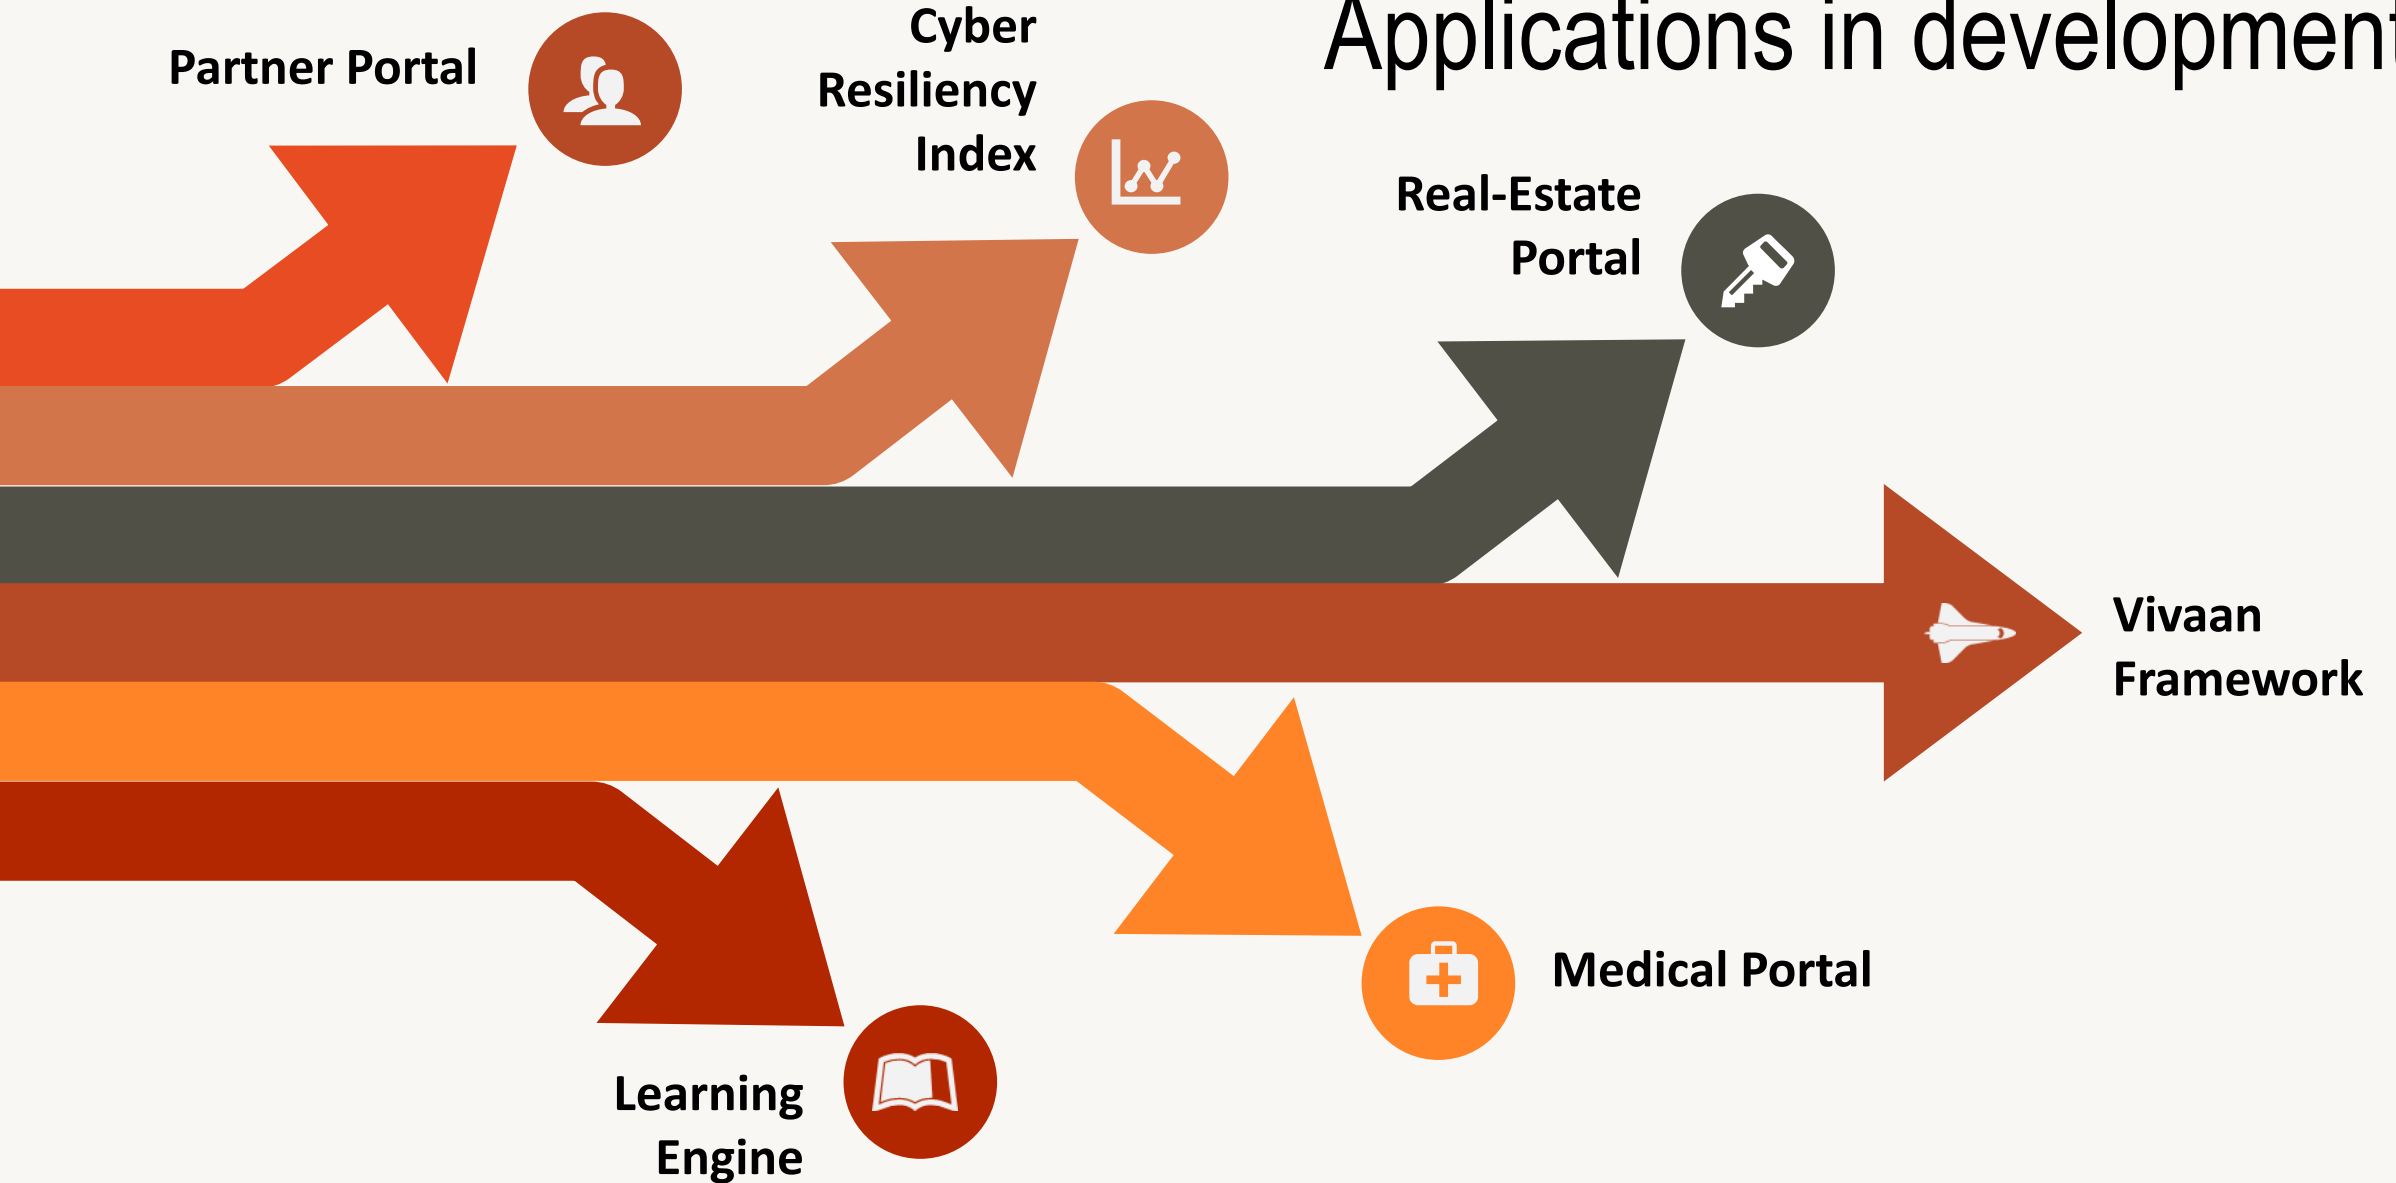 Applications in development
Partner Portal
Cyber
Resiliency
Index
Real-Estate
Portal
Vivaan
Framework
Medical Portal
Learning
Engine